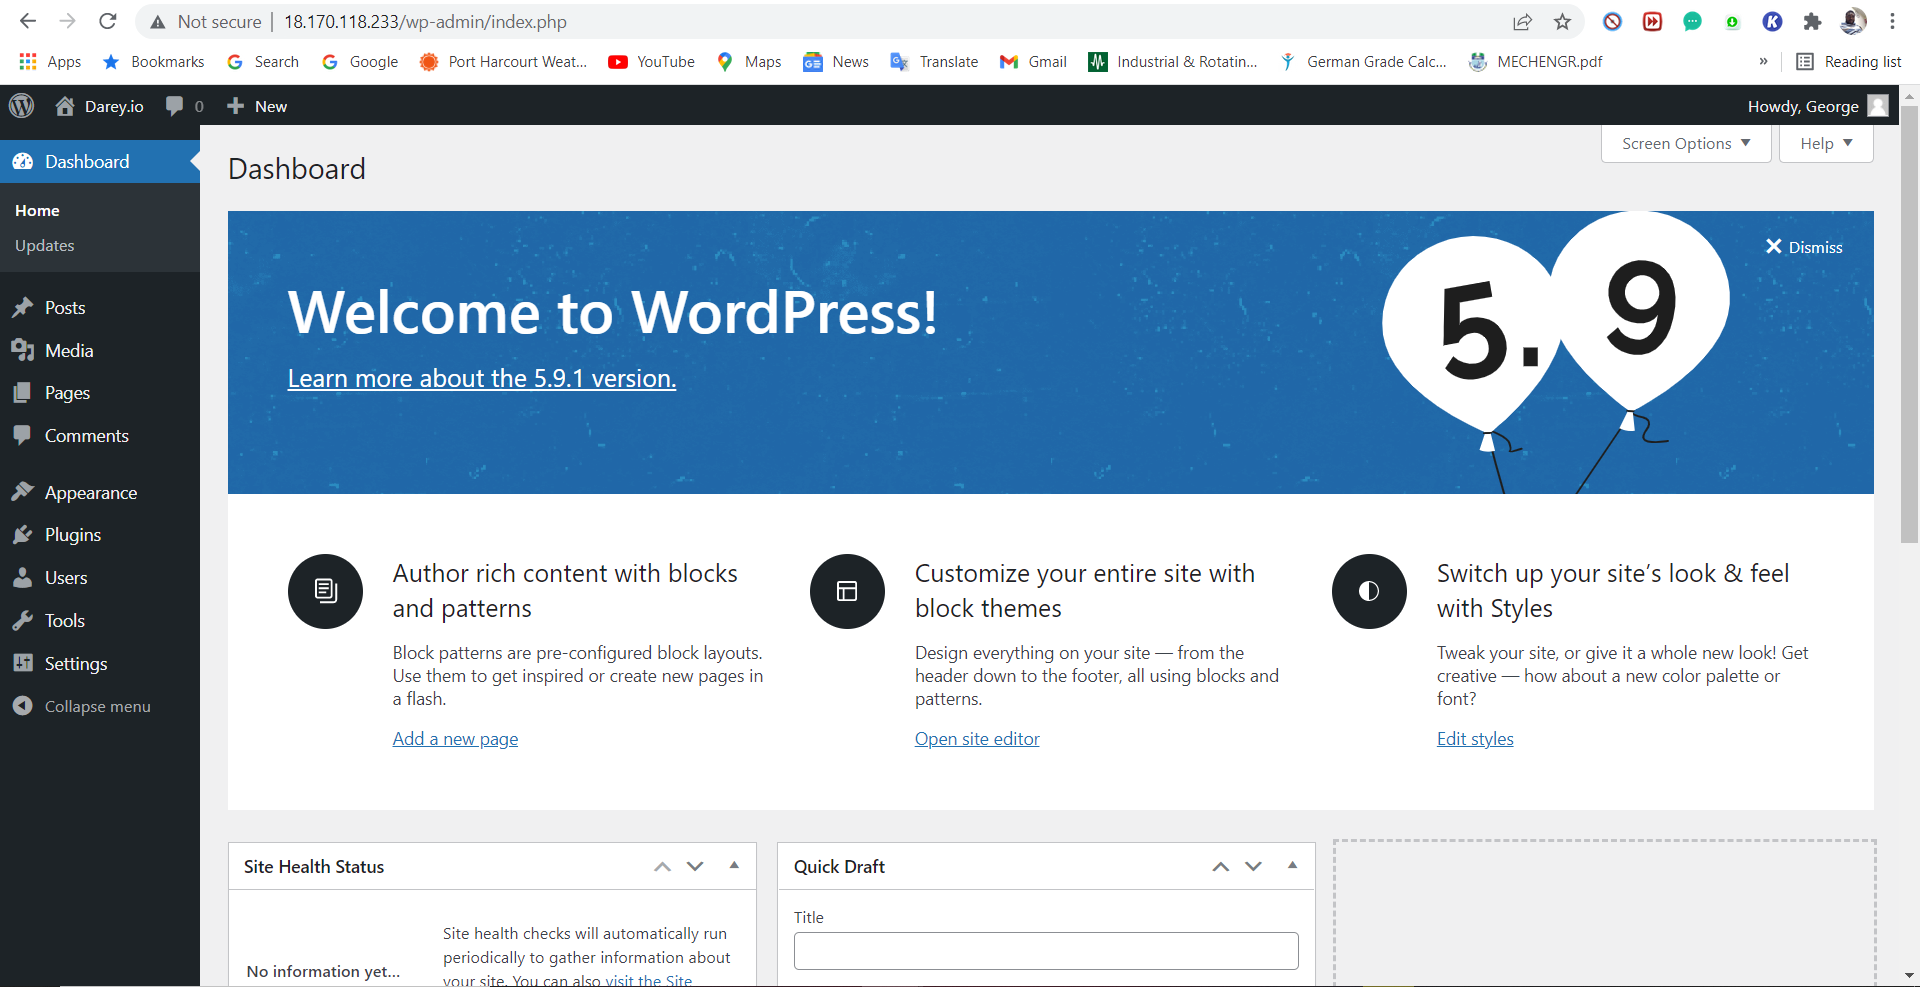 Not secure | 18.170.118.233/wp-admin/index.php
Apps Bookmarks Search Google Port Harcourt Weat... YouTube Maps News Translate Gmail Industrial & Rotatin... German Grade Calc... MECHENGR.pdf » Reading list
Darey.io 0 New Howdy, George
Screen Options Help
Dashboard
Home
Updates
Posts
Media
Pages
Comments
Appearance
Plugins
Users
Tools
Settings
Collapse menu
Dashboard
Dismiss
5.9
Welcome to WordPress!
Learn more about the 5.9.1 version.
Author rich content with blocks
and patterns
Block patterns are pre-configured block layouts.
Use them to get inspired or create new pages in
a flash.
Add a new page
Customize your entire site with
block themes
Design everything on your site — from the
header down to the footer, all using blocks and
patterns.
Open site editor
Switch up your site’s look & feel
with Styles
Tweak your site, or give it a whole new look! Get
creative — how about a new color palette or
font?
Edit styles
Site Health Status
No information yet...
Site health checks will automatically run
periodically to gather information about
your site. You can also visit the Site
Quick Draft
Title